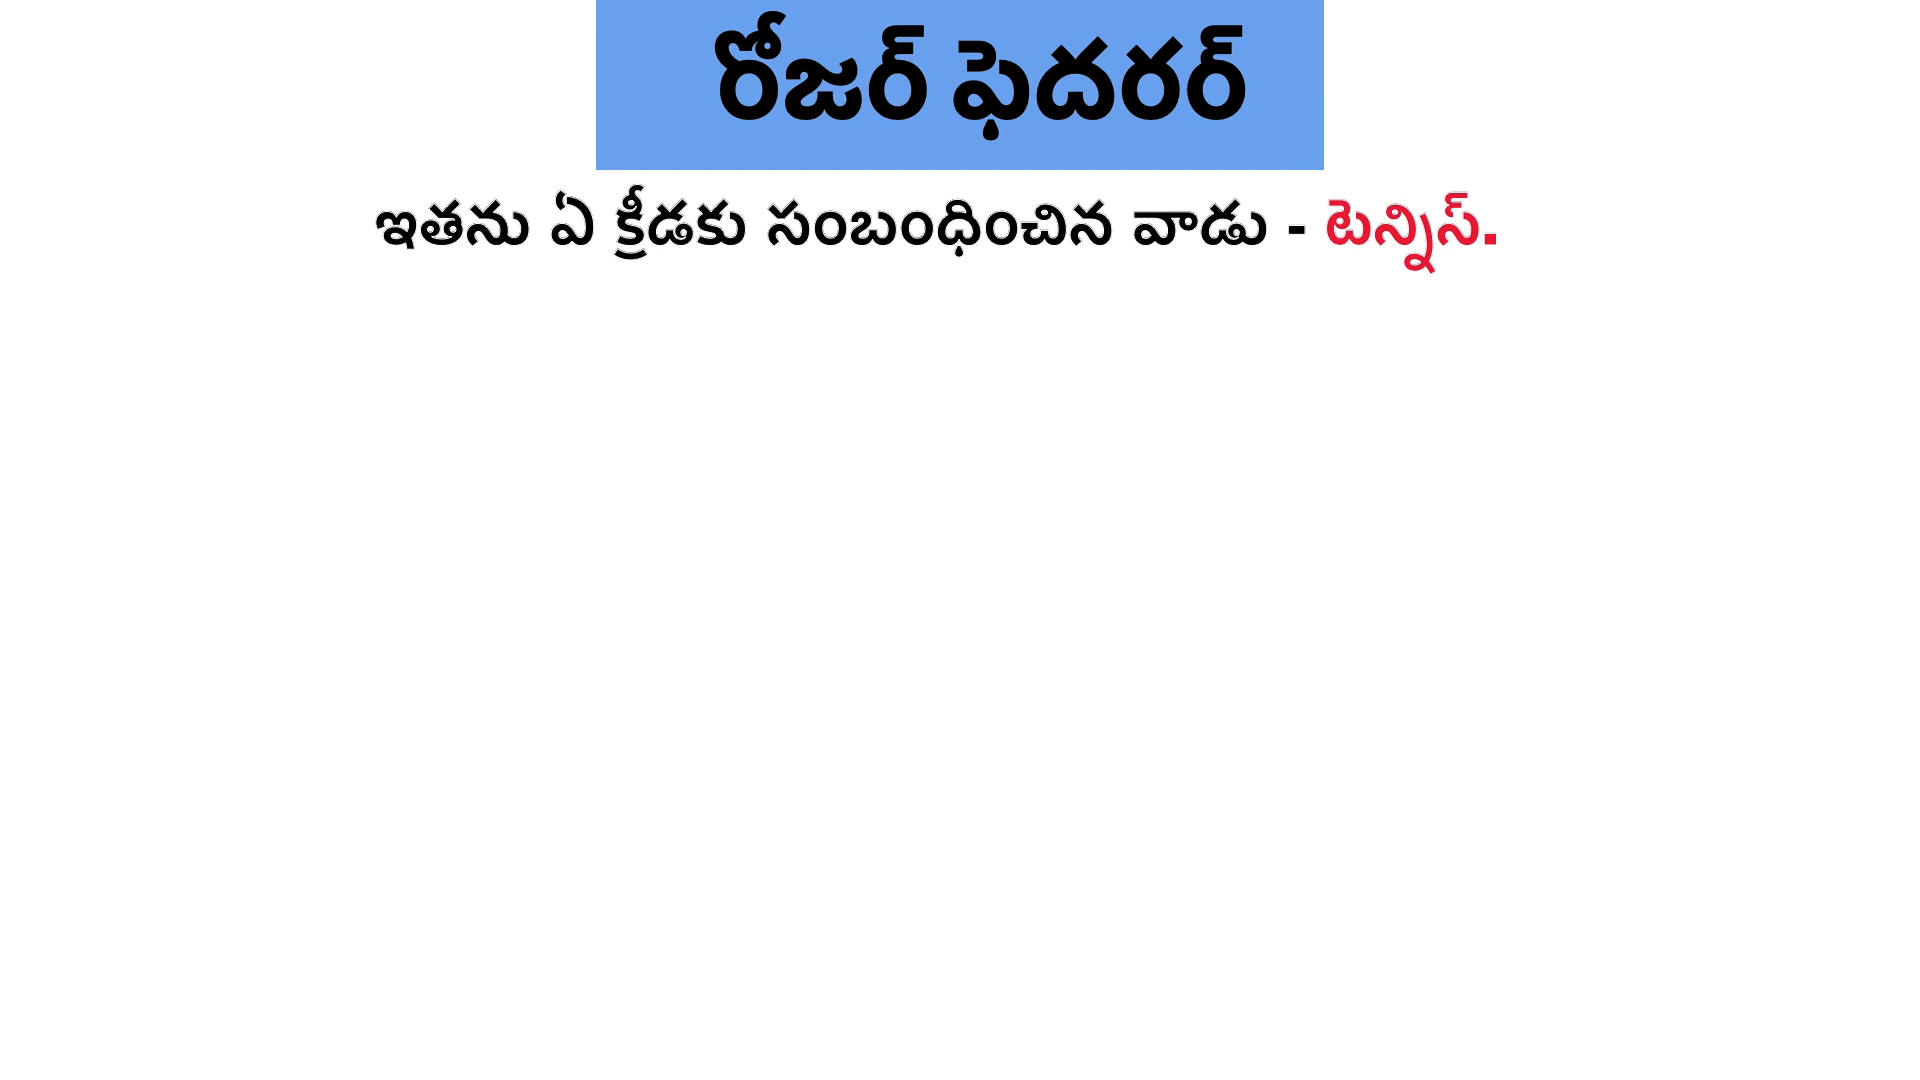 రోజర్ ఫెదరర్
ఇతను ఏ క్రీడకు సంబంధించిన వాడు - టెన్నిస్.